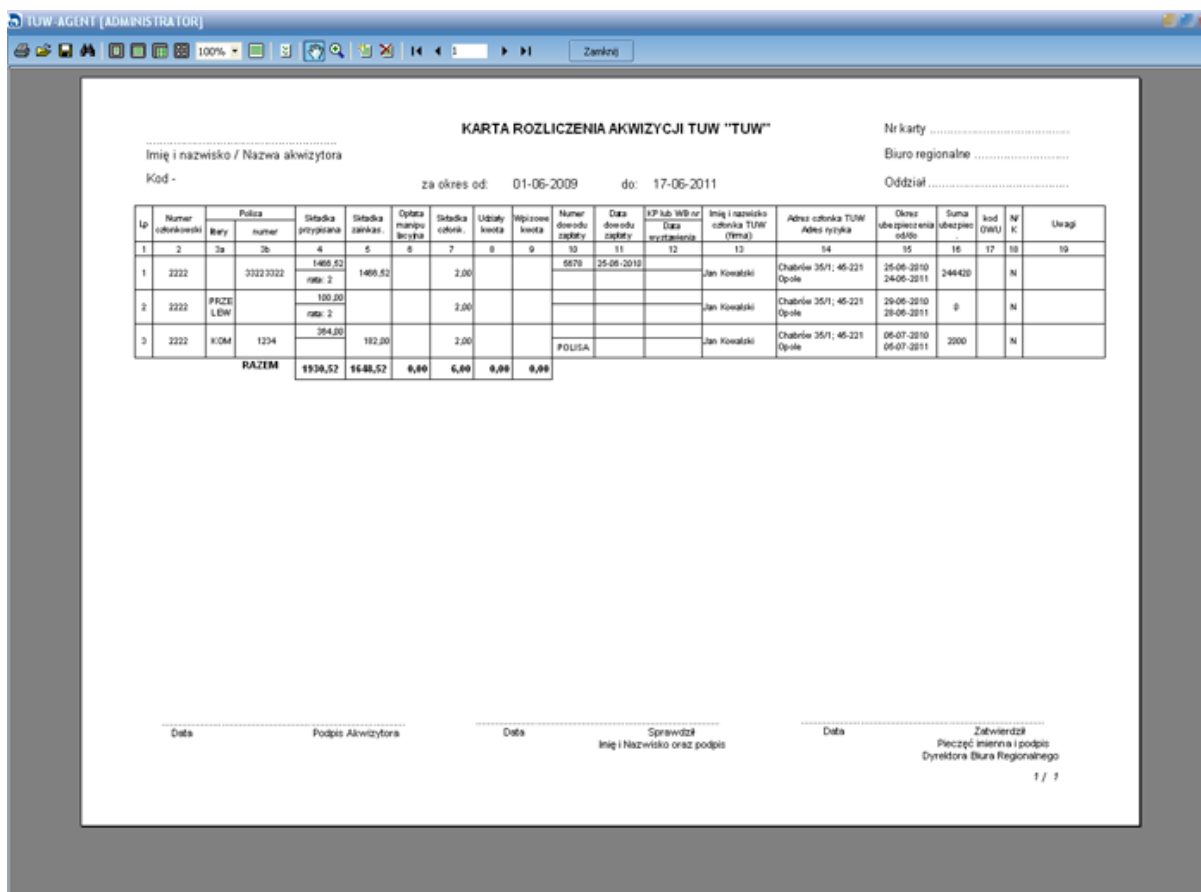 TUW-AGENT [ADMINISTRATOR]
100% 1 Zamknij
KARTA ROZLICZENIA AKWIZYCJI TUW "TUW"
Nr karty
Imię i nazwisko / Nazwa akwizytora
Biuro regionalne
Kod -
za okres od: 01-06-2009 do: 17-06-2011
Oddział
Lp Numer członkowski Polisa litery numer Składka przypisana Składka zainkas. Opłata manipulacyjna Składka członk. Udziały kwota Wpisowe kwota Numer dowodu zapłaty Data dowodu zapłaty KP lub WB nr Data wystawienia Imię i nazwisko członka TUW (firma) Adres członka TUW Adres ryzyka Okres ubezpieczenia od/do Suma ubezpiec. kod OWU N/K Uwagi
1 2 3a 3b 4 5 6 7 8 9 10 11 12 13 14 15 16 17 18 19
1 2222 33223322 1466,52 rata: 2 1466,52 2,00 5678 25-06-2010 Jan Kowalski Chabrów 35/1; 45-221 Opole 25-06-2010 24-06-2011 244420 N
2 2222 PRZELEW 100,00 rata: 2 2,00 Jan Kowalski Chabrów 35/1; 45-221 Opole 29-06-2010 28-06-2011 0 N
3 2222 KOM 1234 364,00 182,00 2,00 POLISA Jan Kowalski Chabrów 35/1; 45-221 Opole 06-07-2010 05-07-2011 2000 N
RAZEM 1930,52 1648,52 0,00 6,00 0,00 0,00
Data Podpis Akwizytora Data Sprawdził Data Zatwierdził
Imię i Nazwisko oraz podpis Pieczęć imienna i podpis
Dyrektora Biura Regionalnego
1 / 1